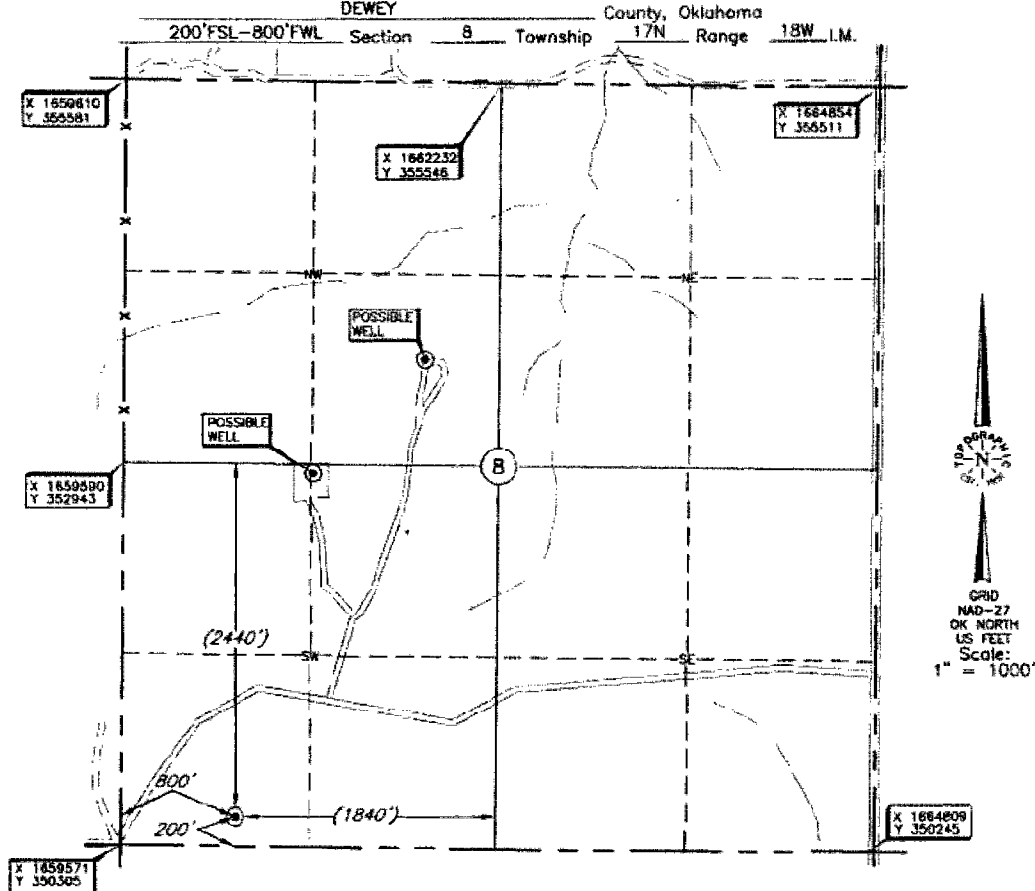 DEWEY County, Oklahoma
200'FSL-800'FWL Section 8 Township 17N Range 18W I.M.
X 1659610
Y 355581
X 1662232
Y 355546
X 1664854
Y 355511
NW
NE
POSSIBLE
WELL
POSSIBLE
WELL
8
X 1659590
Y 352943
TOPOGRAPHIC
N
GRID
NAD-27
OK NORTH
US FEET
Scale:
1" = 1000'
(2440')
SW
SE
800'
200'
(1840')
X 1664809
Y 350245
X 1659571
Y 350305